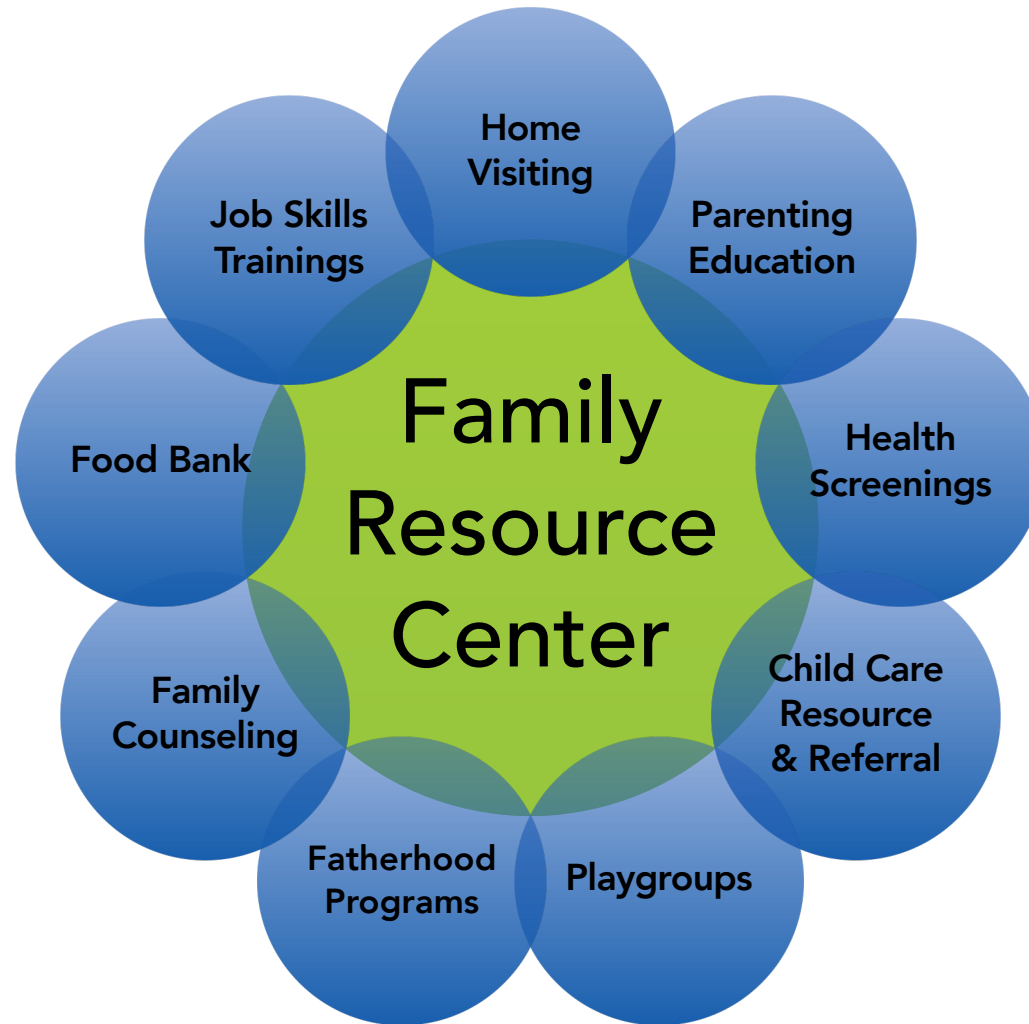 Home
Visiting
Parenting
Education
Health
Screenings
Child Care
Resource
& Referral
Playgroups
Fatherhood
Programs
Family
Counseling
Food Bank
Job Skills
Trainings
Family
Resource
Center